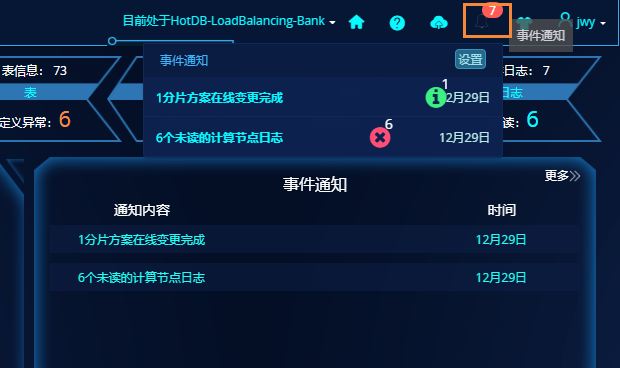 目前处于HotDB-LoadBalancing-Bank
7
jwy
事件通知
表信息： 73
日志： 7
事件通知
设置
表
日志
1分片方案在线变更完成
1
12月29日
定义异常： 6
读： 6
6个未读的计算节点日志
6
12月29日
事件通知
更多
通知内容
时间
1分片方案在线变更完成
12月29日
6个未读的计算节点日志
12月29日